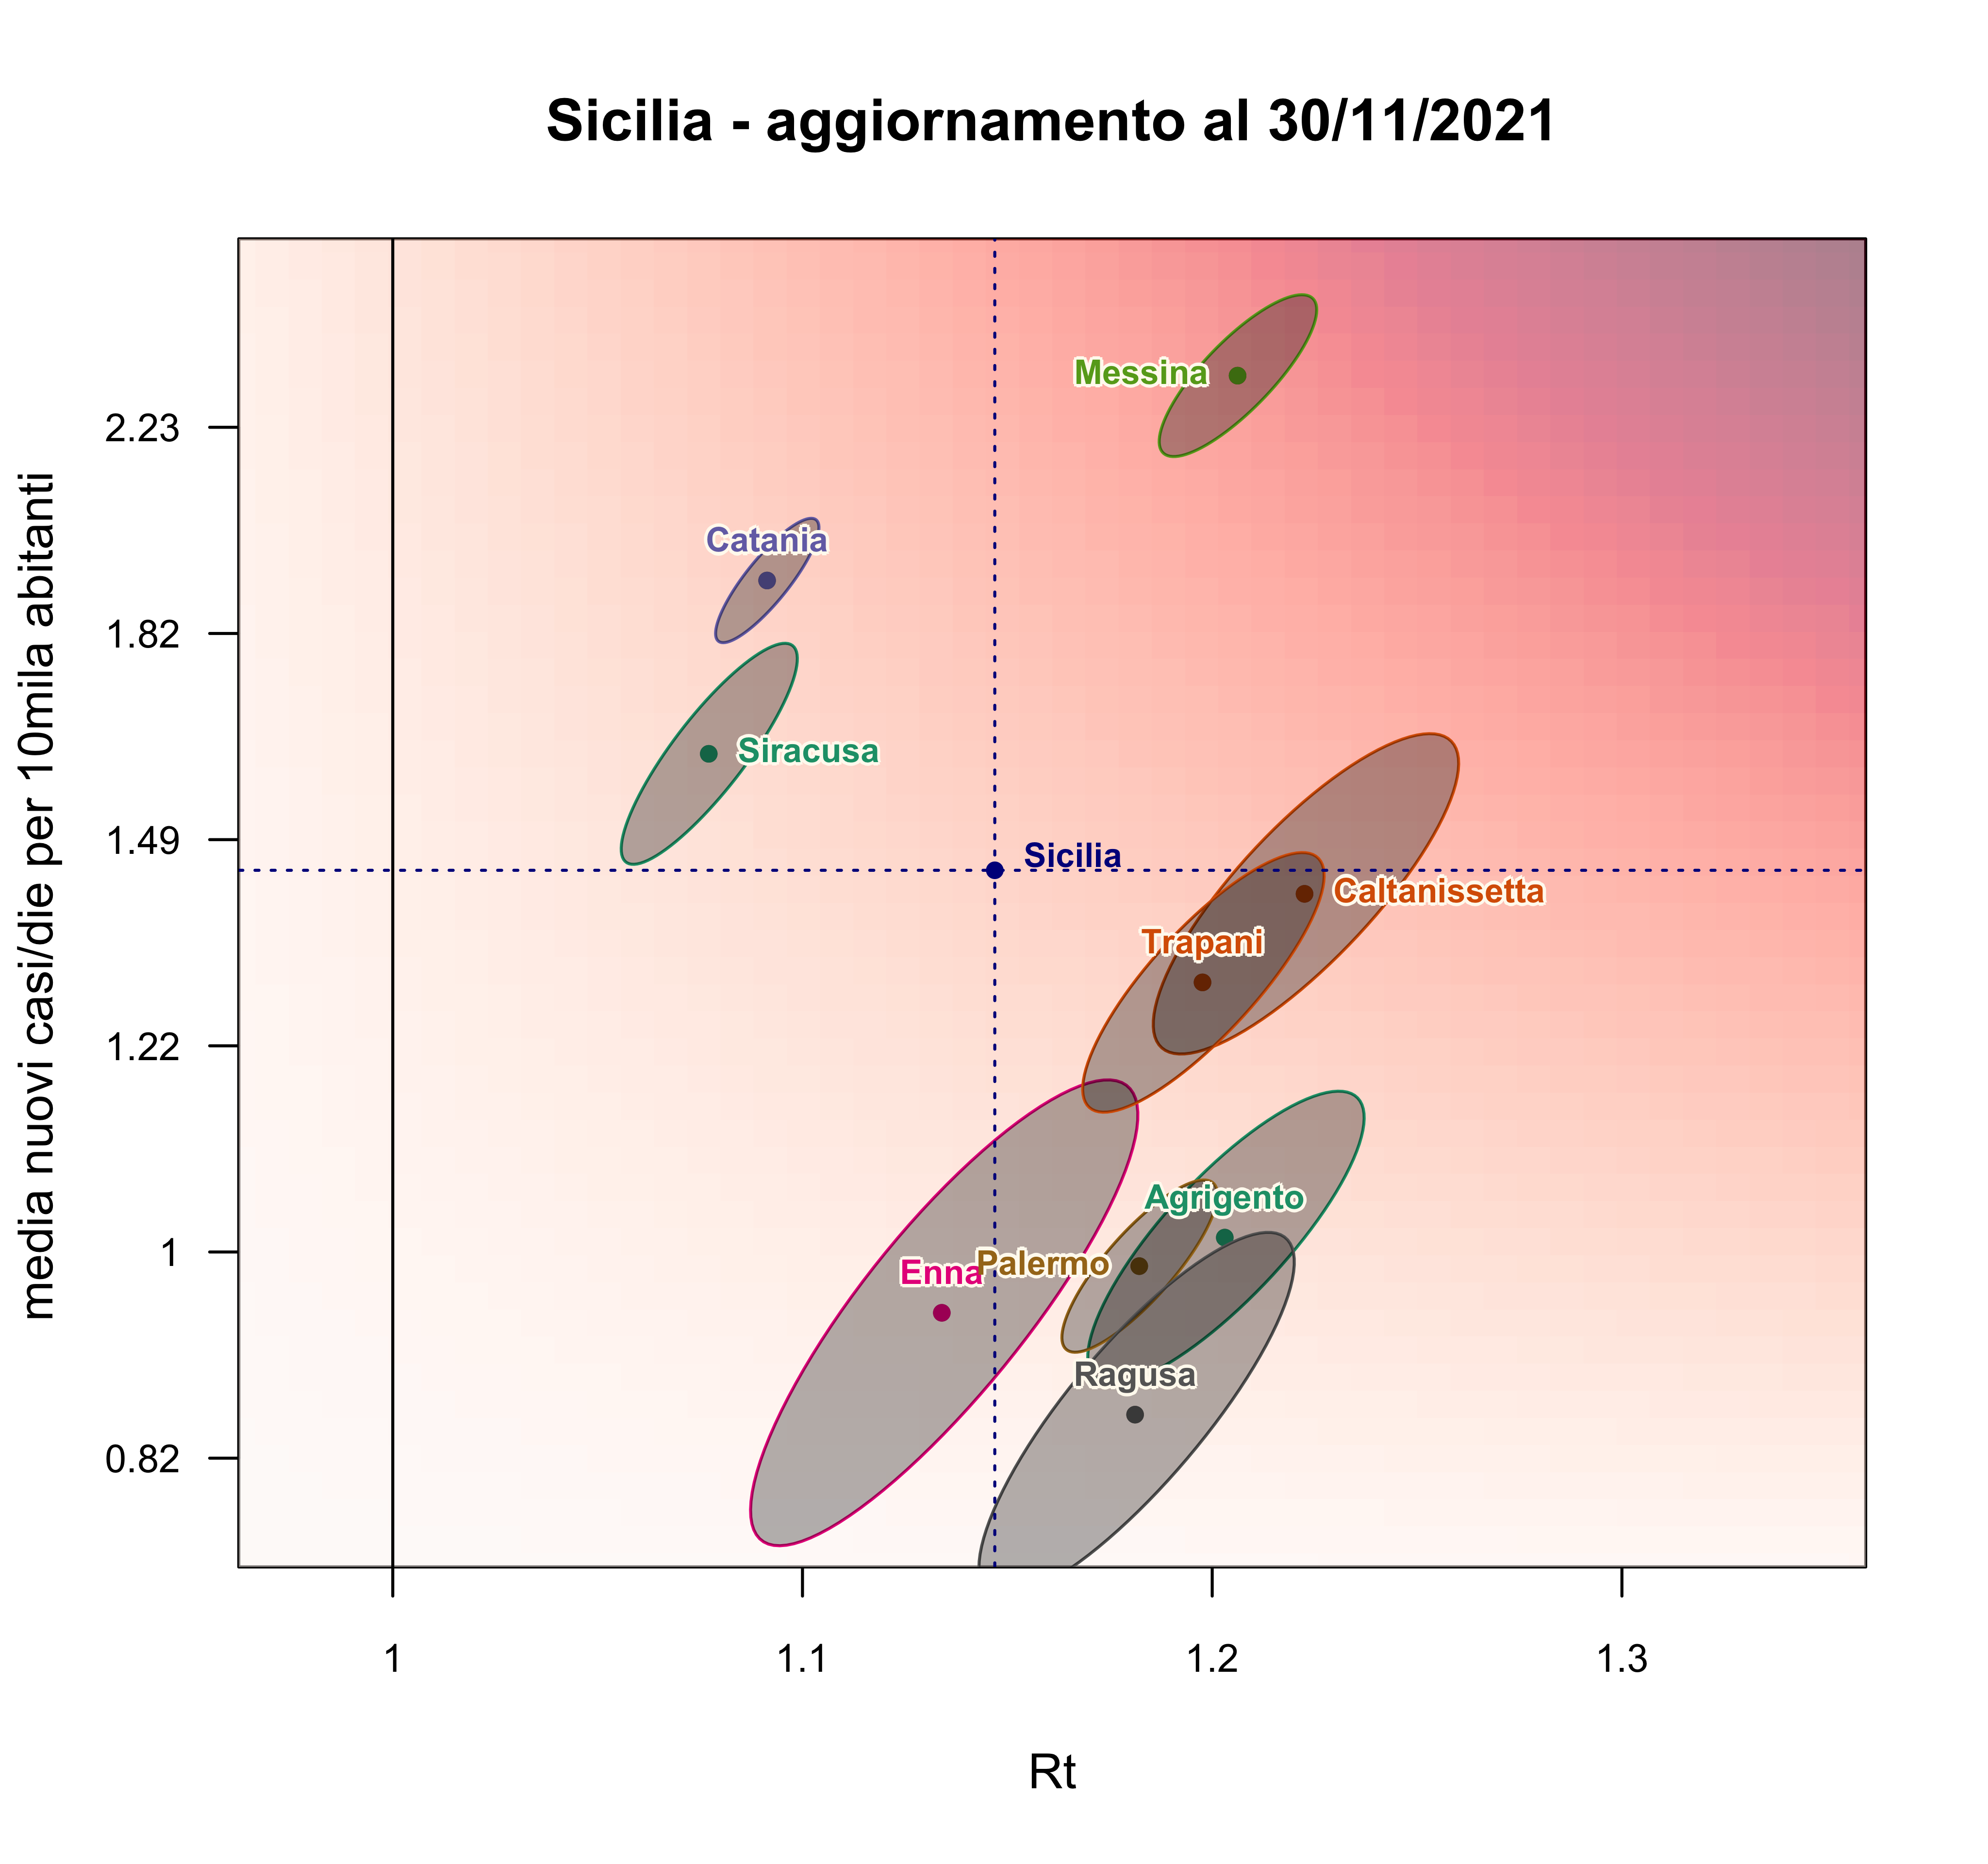 Sicilia - aggiornamento al 30/11/2021
media nuovi casi/die per 10mila abitanti
2.23
1.82
1.49
1.22
1
0.82
Messina
Catania
Siracusa
Sicilia
Caltanissetta
Trapani
Agrigento
Palermo
Enna
Ragusa
1
1.1
1.2
1.3
Rt